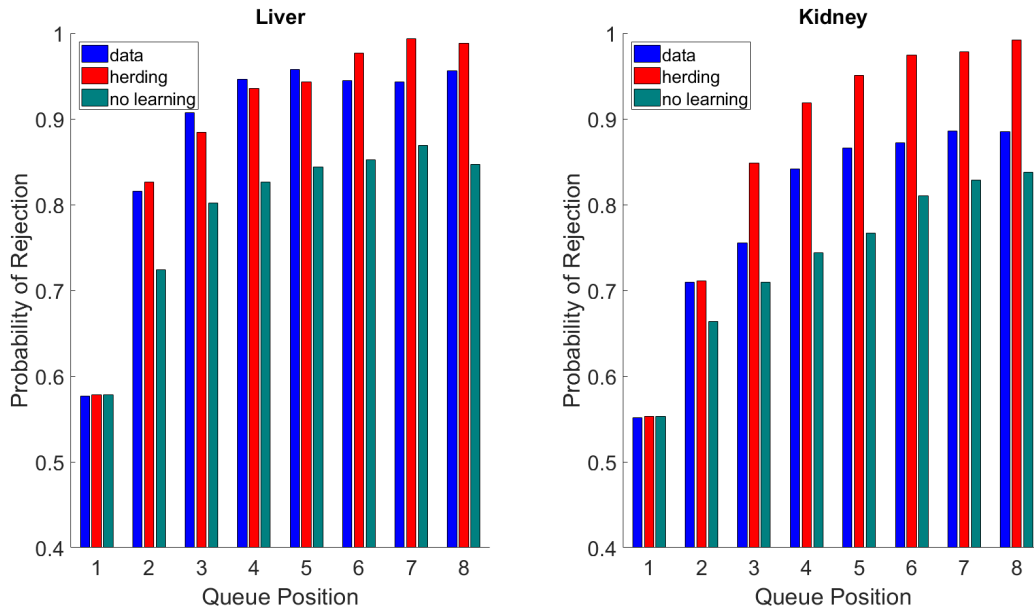 Liver
Probability of Rejection
1
0.9
0.8
0.7
0.6
0.5
0.4
data
herding
no learning
1 2 3 4 5 6 7 8
Queue Position
Kidney
Probability of Rejection
1
0.9
0.8
0.7
0.6
0.5
0.4
data
herding
no learning
1 2 3 4 5 6 7 8
Queue Position